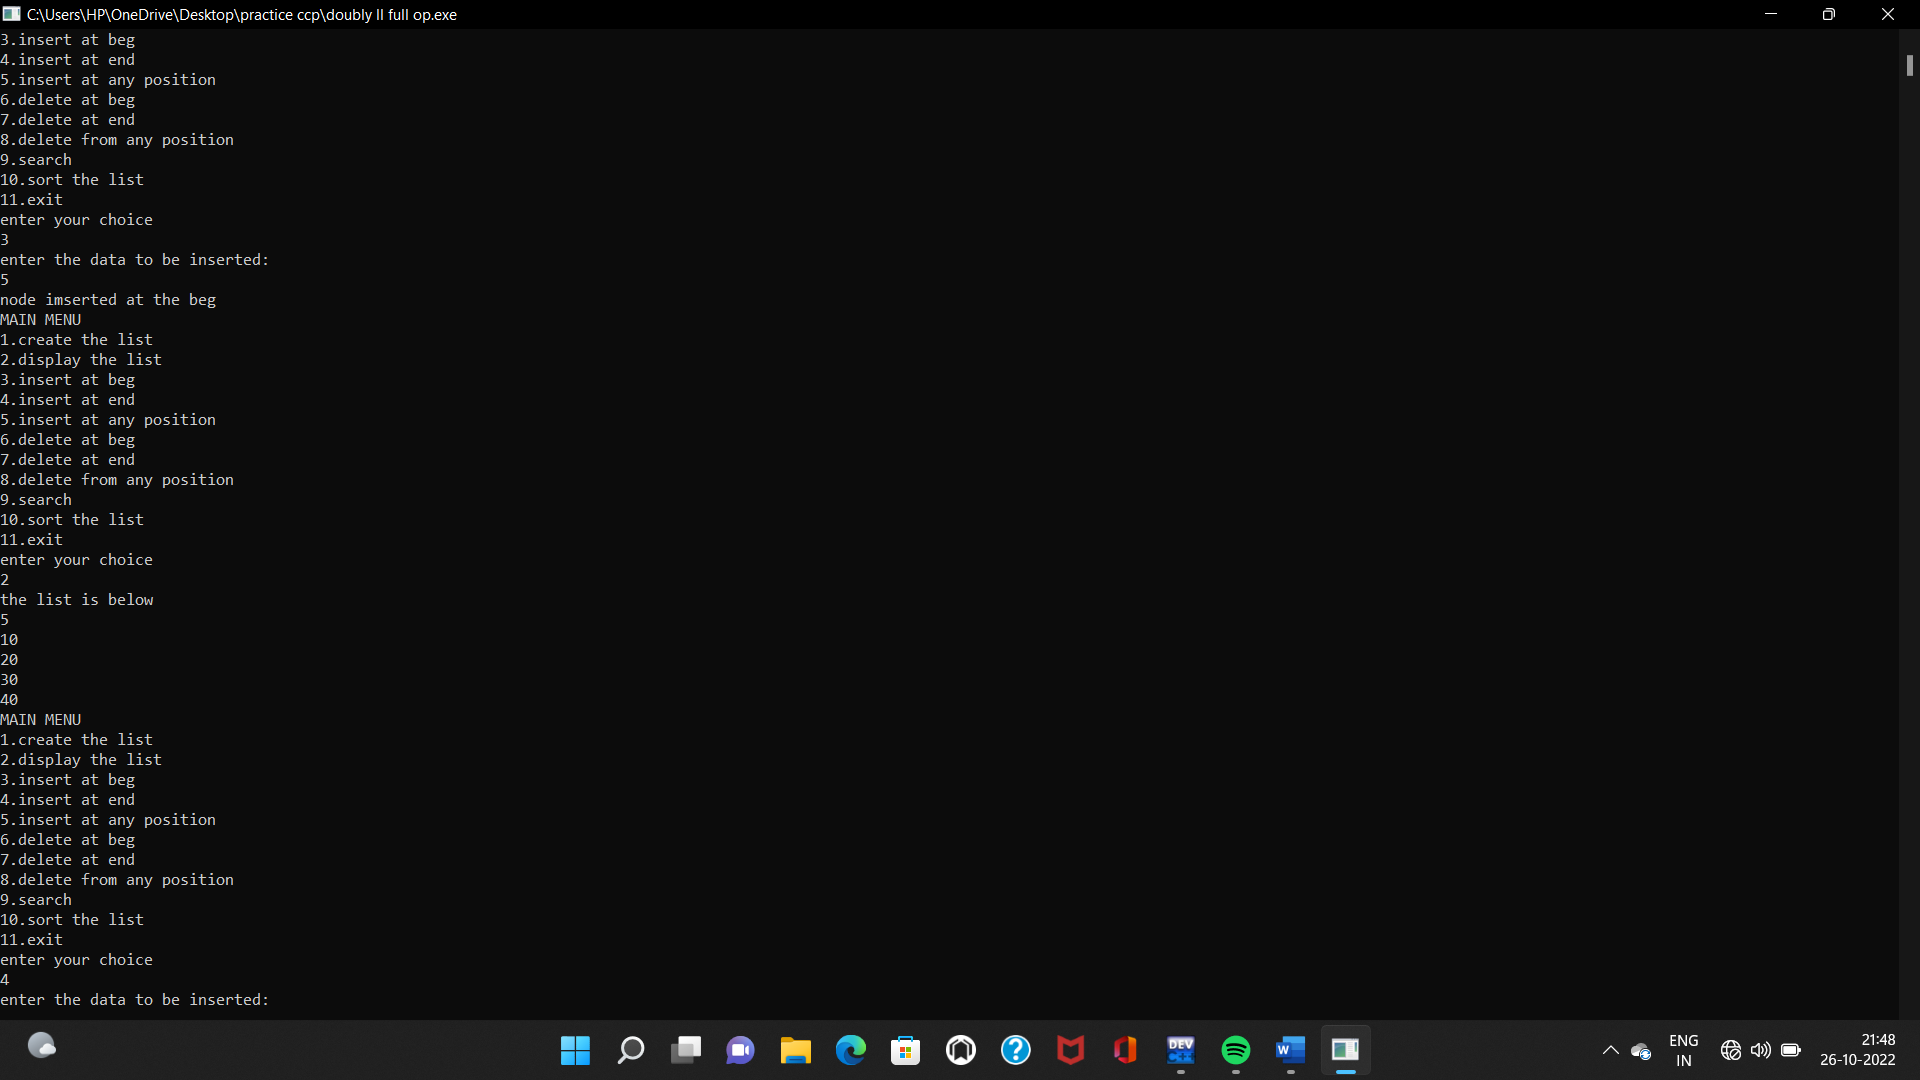 C:\Users\HP\OneDrive\Desktop\practice ccp\doubly ll full op.exe
3.insert at beg
4.insert at end
5.insert at any position
6.delete at beg
7.delete at end
8.delete from any position
9.search
10.sort the list
11.exit
enter your choice
3
enter the data to be inserted:
5
node imserted at the beg
MAIN MENU
1.create the list
2.display the list
3.insert at beg
4.insert at end
5.insert at any position
6.delete at beg
7.delete at end
8.delete from any position
9.search
10.sort the list
11.exit
enter your choice
2
the list is below
5
10
20
30
40
MAIN MENU
1.create the list
2.display the list
3.insert at beg
4.insert at end
5.insert at any position
6.delete at beg
7.delete at end
8.delete from any position
9.search
10.sort the list
11.exit
enter your choice
4
enter the data to be inserted:
DEV
C++
W
ENG
IN
21:48
26-10-2022